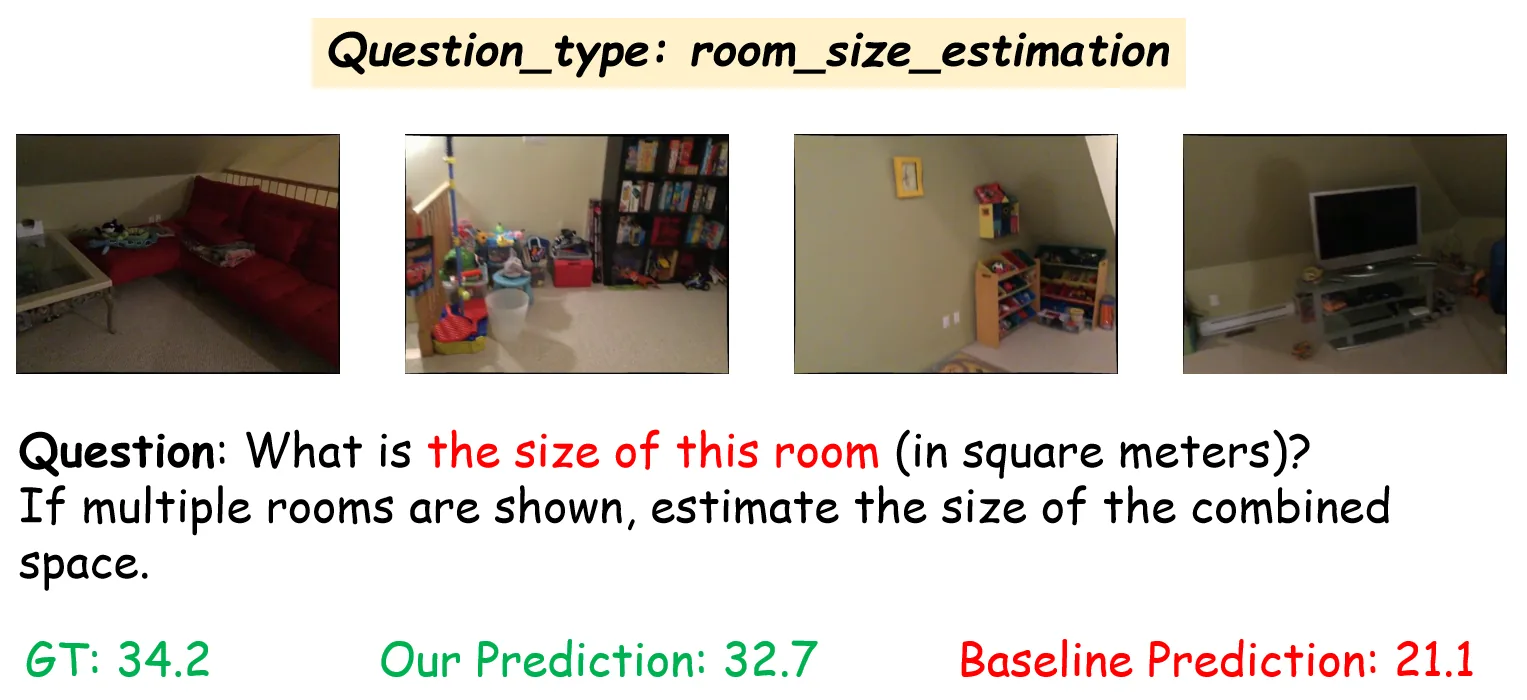 Question_type: room_size_estimation
Question: What is the size of this room (in square meters)?
If multiple rooms are shown, estimate the size of the combined
space.
GT: 34.2
Our Prediction: 32.7
Baseline Prediction: 21.1